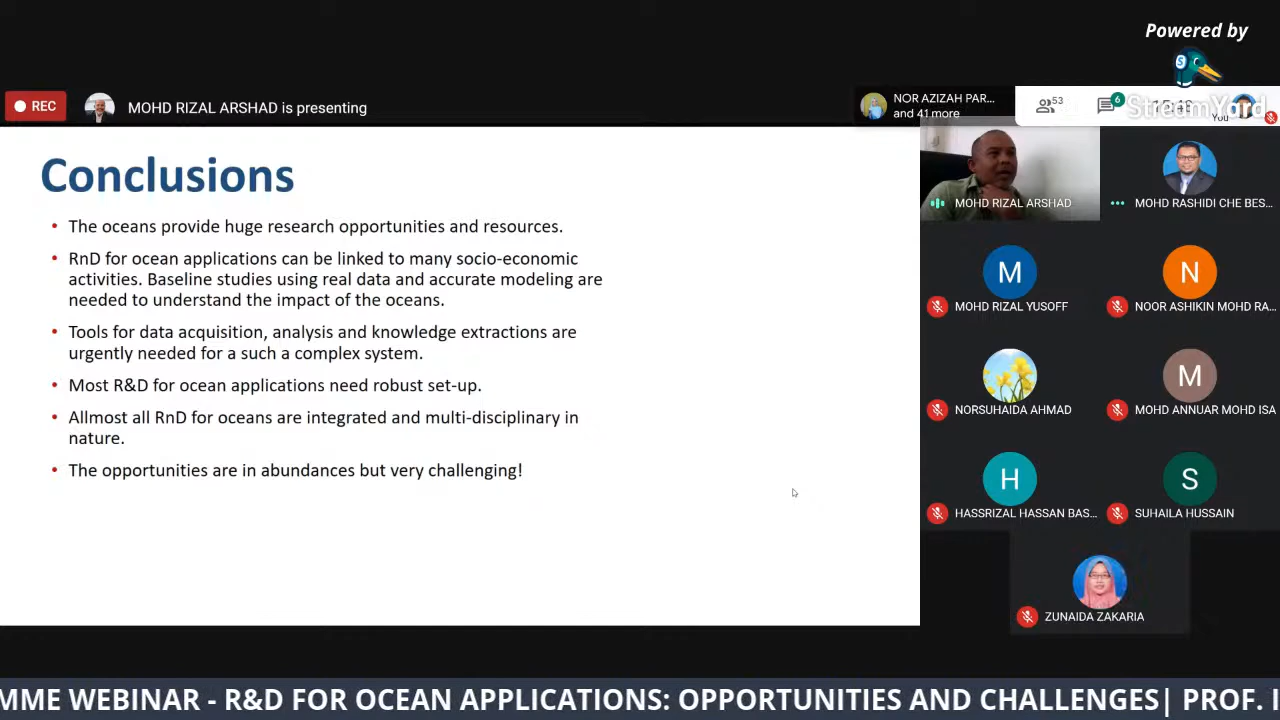 Powered by
StreamYard
REC
MOHD RIZAL ARSHAD is presenting
NOR AZIZAH PAR...
and 41 more
53
6
You
Conclusions
• The oceans provide huge research opportunities and resources.
• RnD for ocean applications can be linked to many socio-economic
activities. Baseline studies using real data and accurate modeling are
needed to understand the impact of the oceans.
• Tools for data acquisition, analysis and knowledge extractions are
urgently needed for a such a complex system.
• Most R&D for ocean applications need robust set-up.
• Allmost all RnD for oceans are integrated and multi-disciplinary in
nature.
• The opportunities are in abundances but very challenging!
MOHD RIZAL ARSHAD
MOHD RASHIDI CHE BES...
M
MOHD RIZAL YUSOFF
N
NOOR ASHIKIN MOHD RA...
NORSUHAIDA AHMAD
M
MOHD ANNUAR MOHD ISA
H
HASSRIZAL HASSAN BAS...
S
SUHAILA HUSSAIN
ZUNAIDA ZAKARIA
MME WEBINAR - R&D FOR OCEAN APPLICATIONS: OPPORTUNITIES AND CHALLENGES| PROF. I